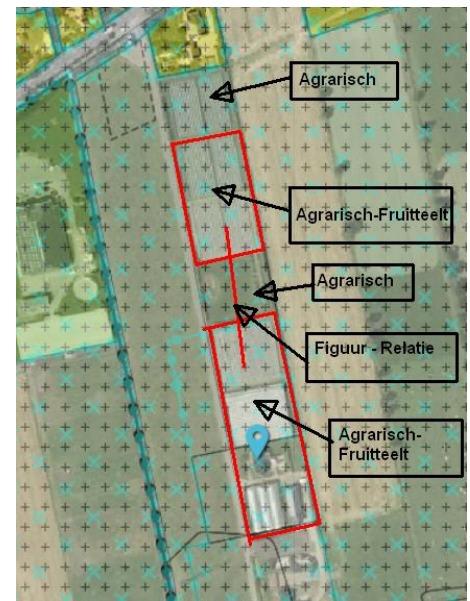 Agrarisch
Agrarisch-Fruitteelt
Agrarisch
Figuur - Relatie
Agrarisch-
Fruitteelt